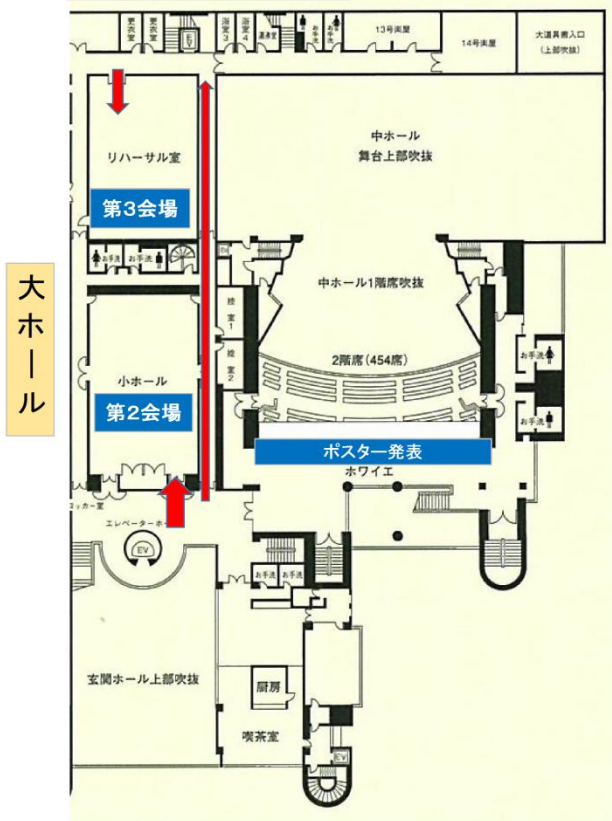 更衣室
更衣室
EV
浴室3
浴室4
お手洗
お手洗
13号楽屋
14号楽屋
大道具搬入口
(上部吹抜)
リハーサル室
第3会場
中ホール
舞台上部吹抜
お手洗
お手洗
中ホール1階席吹抜
大ホール
控室1
控室2
2階席(454席)
お手洗
小ホール
第2会場
お手洗
ポスター発表
ホワイエ
ロッカー室
エレベーターホール
EV
お手洗
お手洗
玄関ホール上部吹抜
厨房
喫茶室
EV